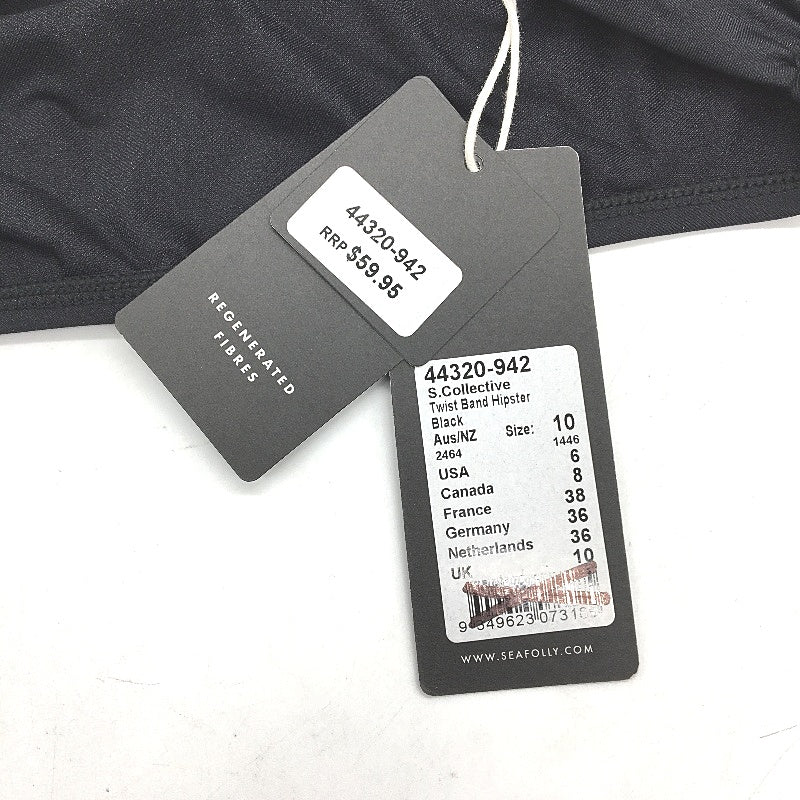 44320-942
RRP $59.95
REGENERATED
FIBRES
44320-942
S.Collective
Twist Band Hipster
Black
Aus/NZ Size: 10
2464 1446
USA 6
Canada 8
France 38
Germany 36
Netherlands 36
UK 10
WWW.SEAFOLLY.COM